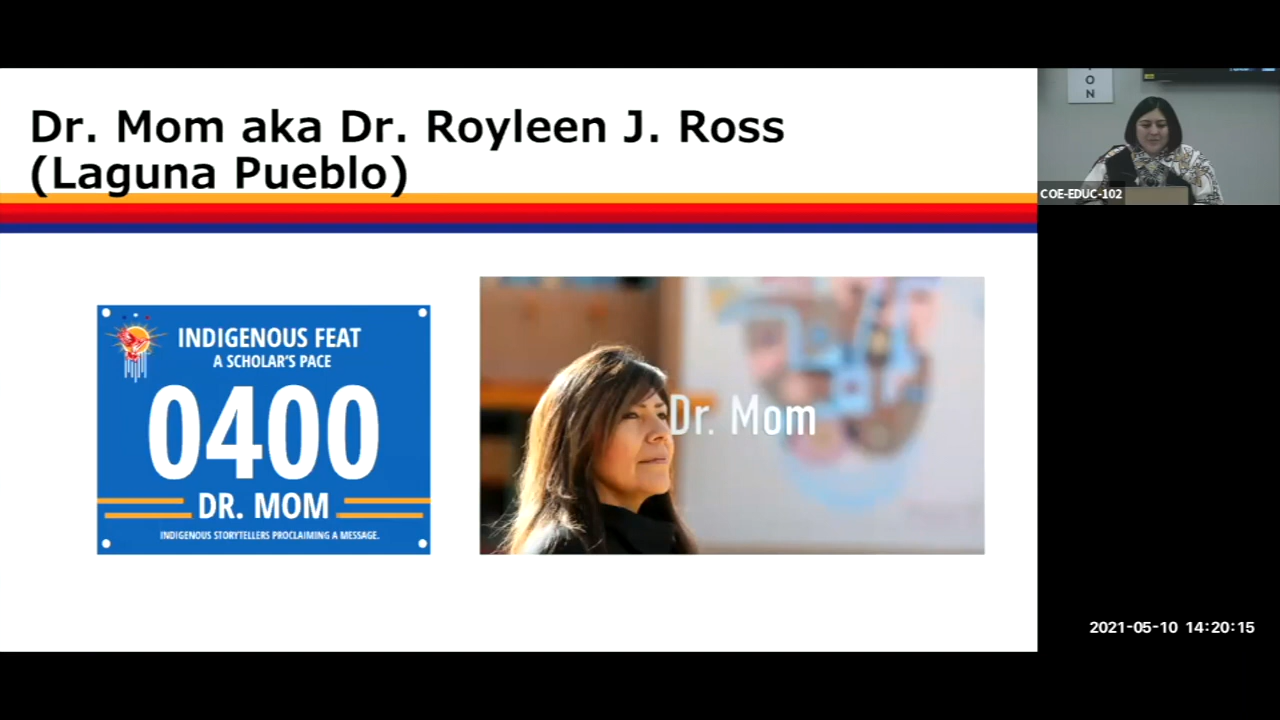 Dr. Mom aka Dr. Royleen J. Ross
(Laguna Pueblo)
INDIGENOUS FEAT
A SCHOLAR'S PACE
0400
DR. MOM
INDIGENOUS STORYTELLERS PROCLAIMING A MESSAGE.
Dr. Mom
T
O
N
COE-EDUC-102
2021-05-10 14:20:15